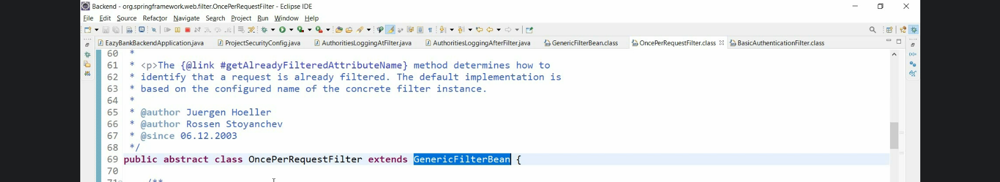 Backend - org.springframework.web.filter.OncePerRequestFilter - Eclipse IDE
File Edit Source Refactor Navigate Search Project Run Window Help
EazyBankBackendApplication.java ProjectSecurityConfig.java AuthoritiesLoggingAtFilter.java AuthoritiesLoggingAfterFilter.java GenericFilterBean.class OncePerRequestFilter.class BasicAuthenticationFilter.class
60 *
61 * <p>The {@link #getAlreadyFilteredAttributeName} method determines how to
62 * identify that a request is already filtered. The default implementation is
63 * based on the configured name of the concrete filter instance.
64 *
65 * @author Juergen Hoeller
66 * @author Rossen Stoyanchev
67 * @since 06.12.2003
68 */
69 public abstract class OncePerRequestFilter extends GenericFilterBean {
70
71 /**